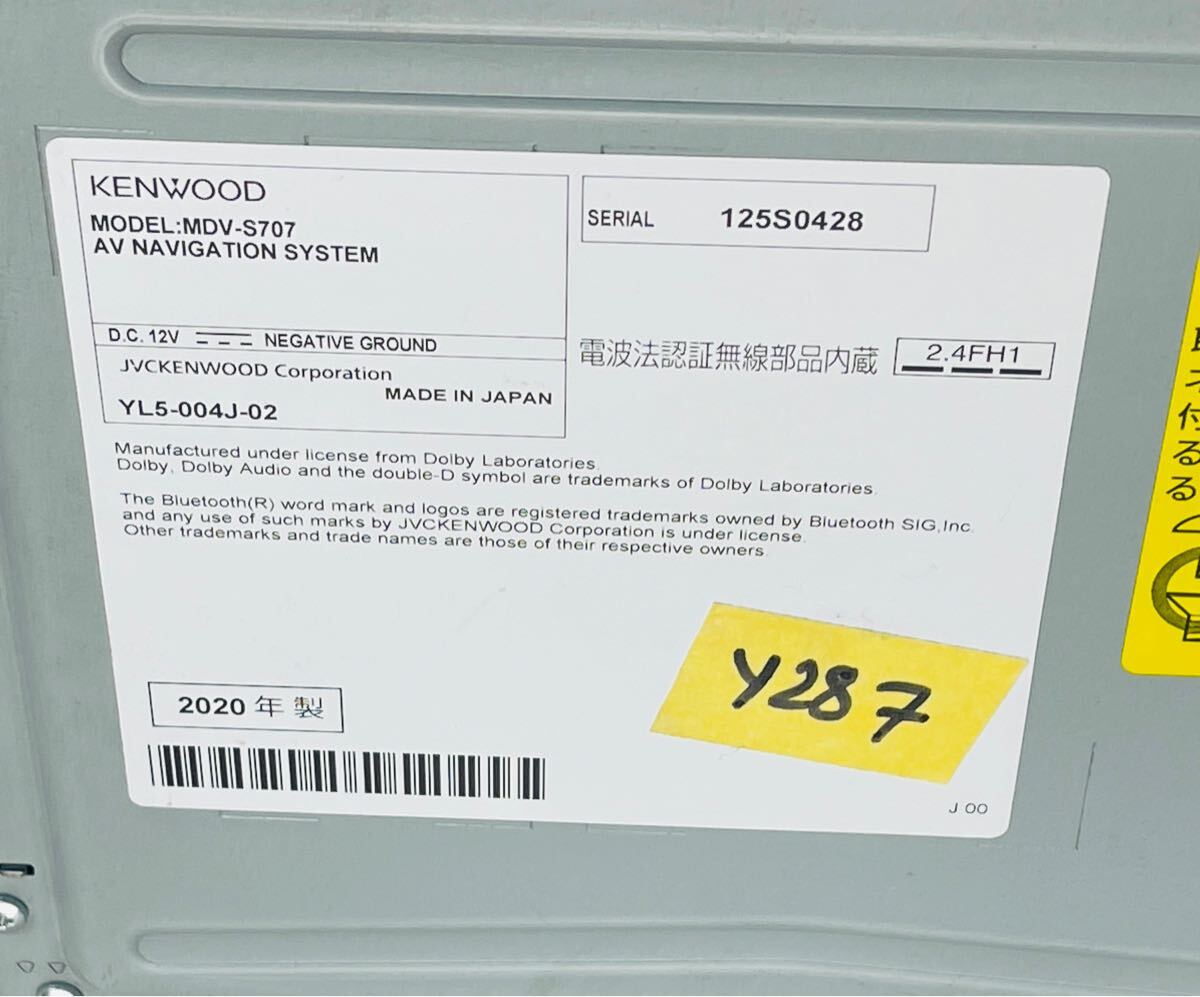 KENWOOD
MODEL:MDV-S707
AV NAVIGATION SYSTEM
SERIAL 125S0428
D.C. 12V NEGATIVE GROUND
JVCKENWOOD Corporation
MADE IN JAPAN
YL5-004J-02
電波法認証無線部品内蔵 2.4FH1
Manufactured under license from Dolby Laboratories.
Dolby, Dolby Audio and the double-D symbol are trademarks of Dolby Laboratories.
The Bluetooth(R) word mark and logos are registered trademarks owned by Bluetooth SIG,Inc.
and any use of such marks by JVCKENWOOD Corporation is under license.
Other trademarks and trade names are those of their respective owners.
Y287
2020 年 製
J 00
付る